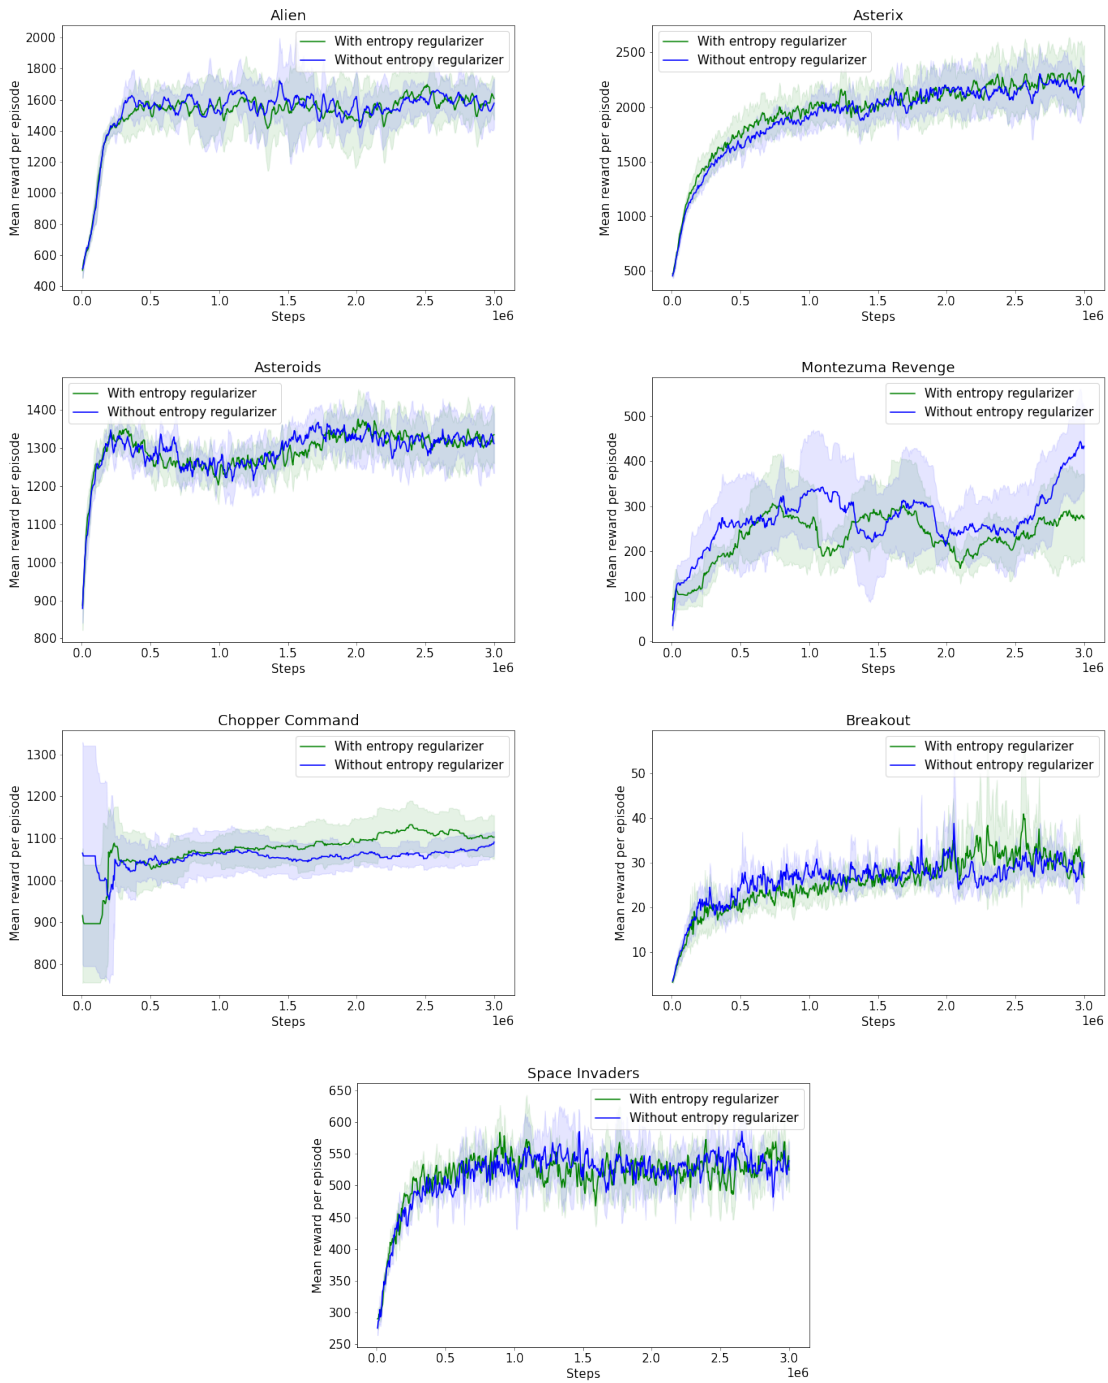 Alien
With entropy regularizer
Without entropy regularizer
Mean reward per episode
2000
1800
1600
1400
1200
1000
800
600
400
0.0 0.5 1.0 1.5 2.0 2.5 3.0
1e6
Steps
Asterix
With entropy regularizer
Without entropy regularizer
Mean reward per episode
2500
2000
1500
1000
500
0.0 0.5 1.0 1.5 2.0 2.5 3.0
1e6
Steps
Asteroids
With entropy regularizer
Without entropy regularizer
Mean reward per episode
1400
1300
1200
1100
1000
900
800
0.0 0.5 1.0 1.5 2.0 2.5 3.0
1e6
Steps
Montezuma Revenge
With entropy regularizer
Without entropy regularizer
Mean reward per episode
500
400
300
200
100
0
0.0 0.5 1.0 1.5 2.0 2.5 3.0
1e6
Steps
Chopper Command
With entropy regularizer
Without entropy regularizer
Mean reward per episode
1300
1200
1100
1000
900
800
0.0 0.5 1.0 1.5 2.0 2.5 3.0
1e6
Steps
Breakout
With entropy regularizer
Without entropy regularizer
Mean reward per episode
50
40
30
20
10
0.0 0.5 1.0 1.5 2.0 2.5 3.0
1e6
Steps
Space Invaders
With entropy regularizer
Without entropy regularizer
Mean reward per episode
650
600
550
500
450
400
350
300
250
0.0 0.5 1.0 1.5 2.0 2.5 3.0
1e6
Steps